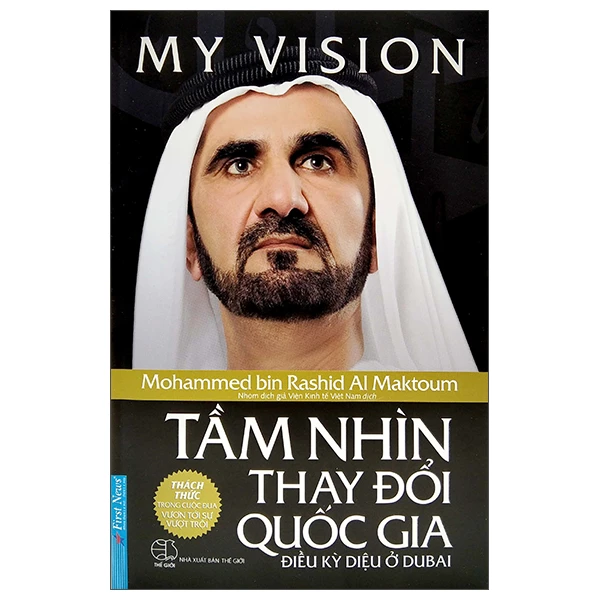 MY VISION
Mohammed bin Rashid Al Maktoum
Nhóm dịch giả Viện Kinh tế Việt Nam dịch
TẦM NHÌN
THAY ĐỔI
QUỐC GIA
ĐIỀU KỲ DIỆU Ở DUBAI
THÁCH
THỨC
TRONG CUỘC ĐUA
VƯƠN TỚI SỰ
VƯỢT TRỘI
First News
THẾ GIỚI
NHÀ XUẤT BẢN THẾ GIỚI